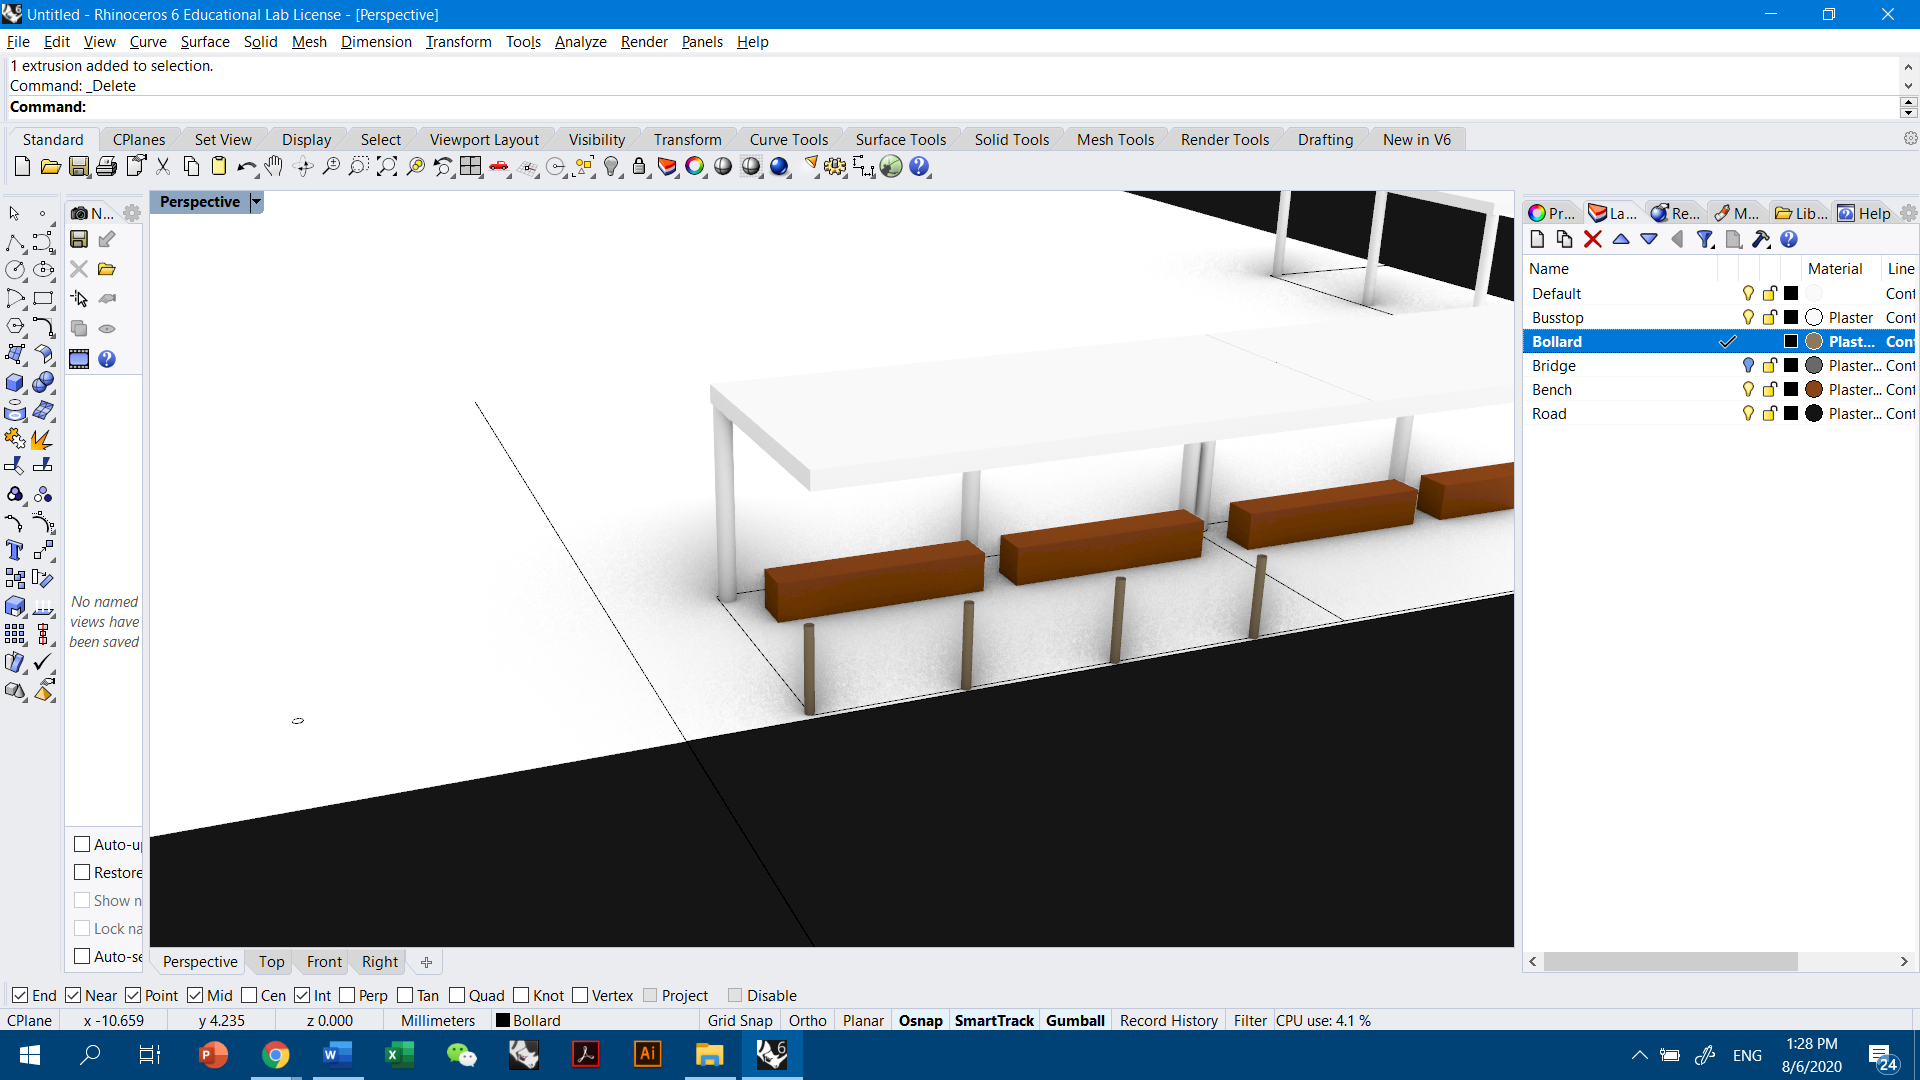 Untitled - Rhinoceros 6 Educational Lab License - [Perspective]
File Edit View Curve Surface Solid Mesh Dimension Transform Tools Analyze Render Panels Help
1 extrusion added to selection.
Command: _Delete
Command:
Standard CPlanes Set View Display Select Viewport Layout Visibility Transform Curve Tools Surface Tools Solid Tools Mesh Tools Render Tools Drafting New in V6
Perspective
N...
No named
views have
been saved
Auto-u
Restore
Show n
Lock na
Auto-se
Pr... La... Re... M... Lib... Help
Name Material Line
Default Cont
Busstop Plaster Cont
Bollard Plast... Con
Bridge Plaster... Cont
Bench Plaster... Cont
Road Plaster... Cont
Perspective Top Front Right
End Near Point Mid Cen Int Perp Tan Quad Knot Vertex Project Disable
CPlane x -10.659 y 4.235 z 0.000 Millimeters Bollard Grid Snap Ortho Planar Osnap SmartTrack Gumball Record History Filter CPU use: 4.1 %
ENG
1:28 PM
8/6/2020
24